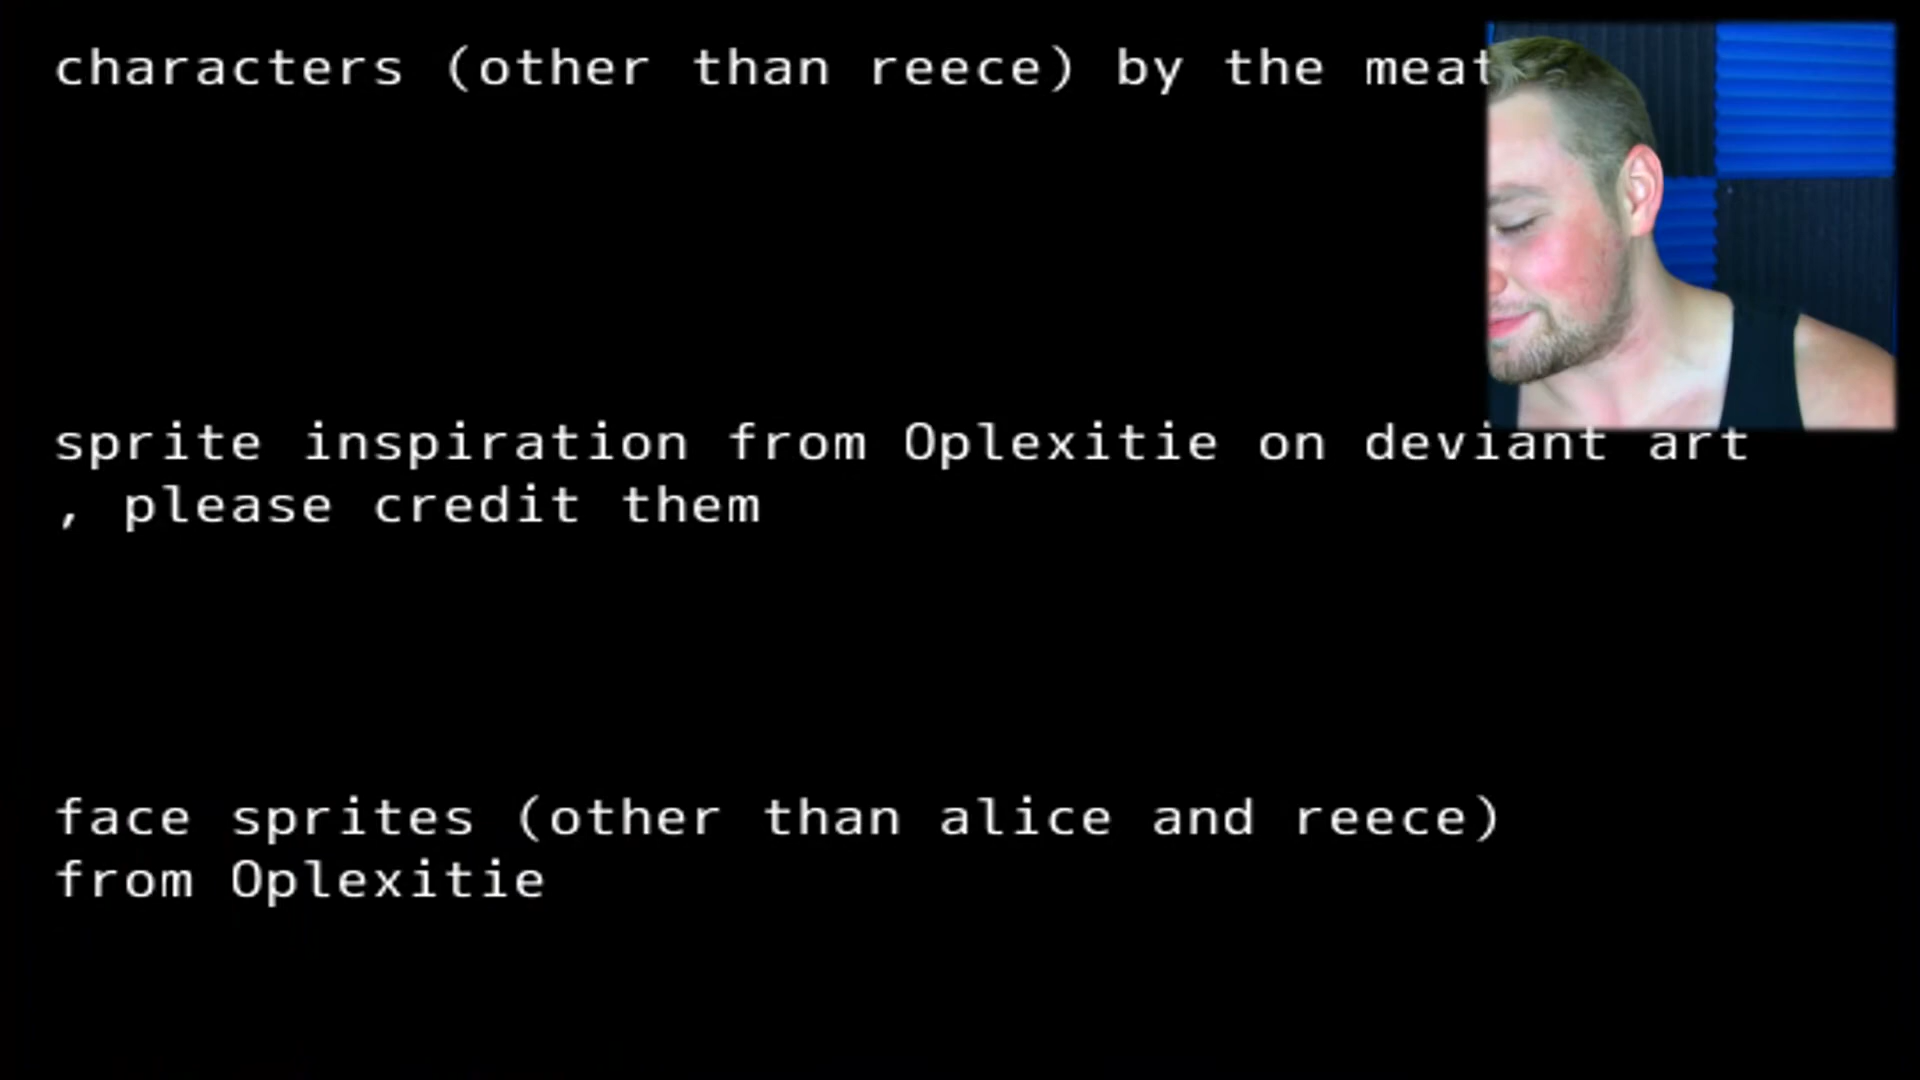 characters (other than reece) by the meat
sprite inspiration from Oplexitie on deviant art
, please credit them
face sprites (other than alice and reece)
from Oplexitie